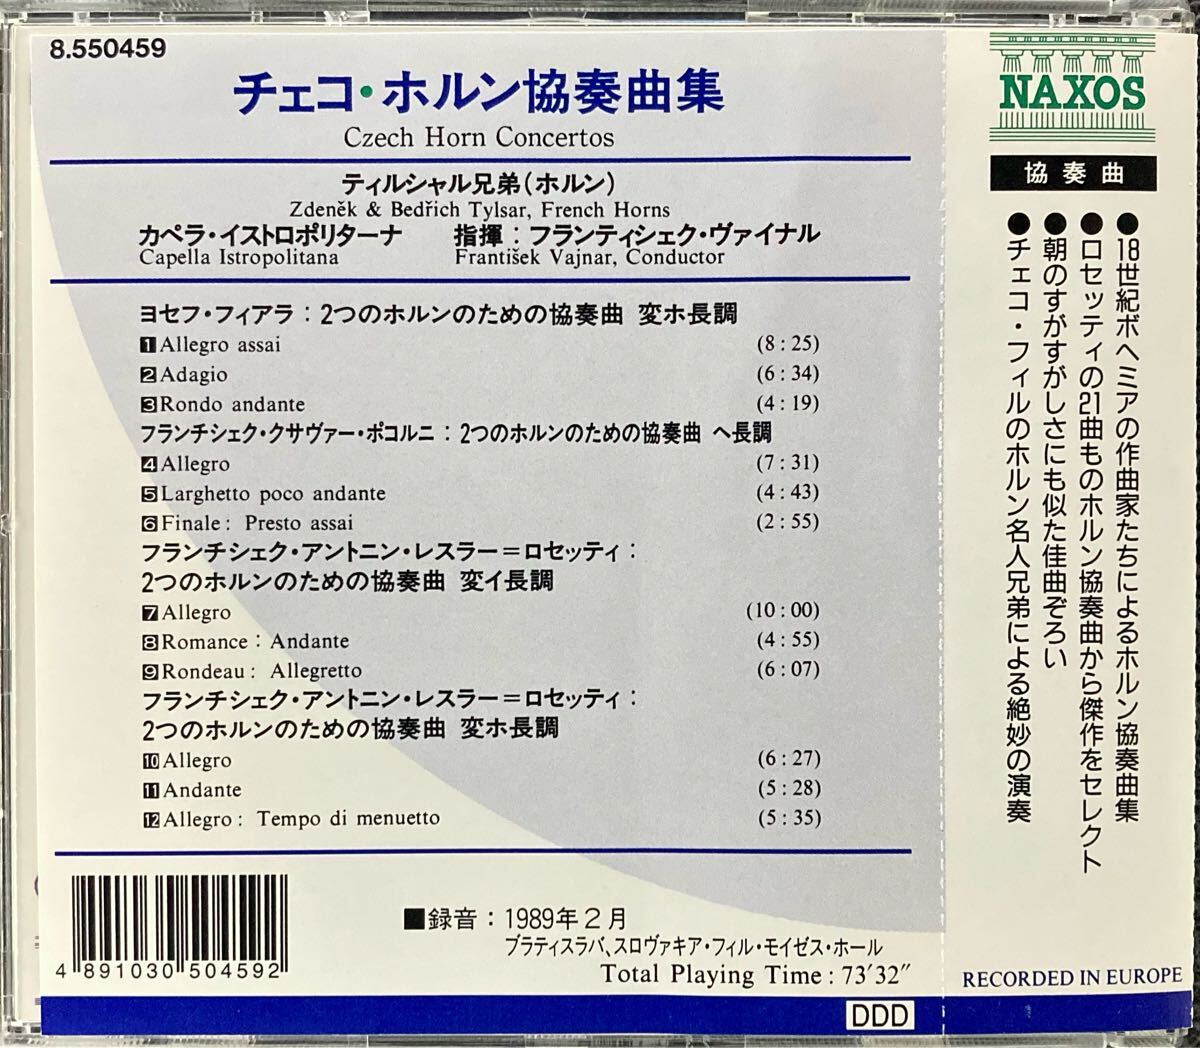 8.550459
チェコ・ホルン協奏曲集
Czech Horn Concertos
ティルシャル兄弟(ホルン)
Zdeněk & Bedřich Tylsar, French Horns
カペラ・イストロポリターナ 指揮：フランティシェク・ヴァイナル
Capella Istropolitana František Vajnar, Conductor
ヨセフ・フィアラ：2つのホルンのための協奏曲 変ホ長調
1 Allegro assai (8:25)
2 Adagio (6:34)
3 Rondo andante (4:19)
フランチシェク・クサヴァー・ポコルニ：2つのホルンのための協奏曲 ヘ長調
4 Allegro (7:31)
5 Larghetto poco andante (4:43)
6 Finale: Presto assai (2:55)
フランチシェク・アントニン・レスラー＝ロセッティ：
2つのホルンのための協奏曲 変イ長調
7 Allegro (10:00)
8 Romance: Andante (4:55)
9 Rondeau: Allegretto (6:07)
フランチシェク・アントニン・レスラー＝ロセッティ：
2つのホルンのための協奏曲 変ホ長調
10 Allegro (6:27)
11 Andante (5:28)
12 Allegro: Tempo di menuetto (5:35)
4 891030 504592
■録音：1989年2月
ブラティスラバ、スロヴァキア・フィル・モイゼス・ホール
Total Playing Time: 73′32″
DDD
NAXOS
協奏曲
●18世紀ボヘミアの作曲家たちによるホルン協奏曲集
●ロセッティの21曲ものホルン協奏曲から傑作をセレクト
●朝のすがすがしさにも似た佳曲ぞろい
●チェコ・フィルのホルン名人兄弟による絶妙の演奏
RECORDED IN EUROPE